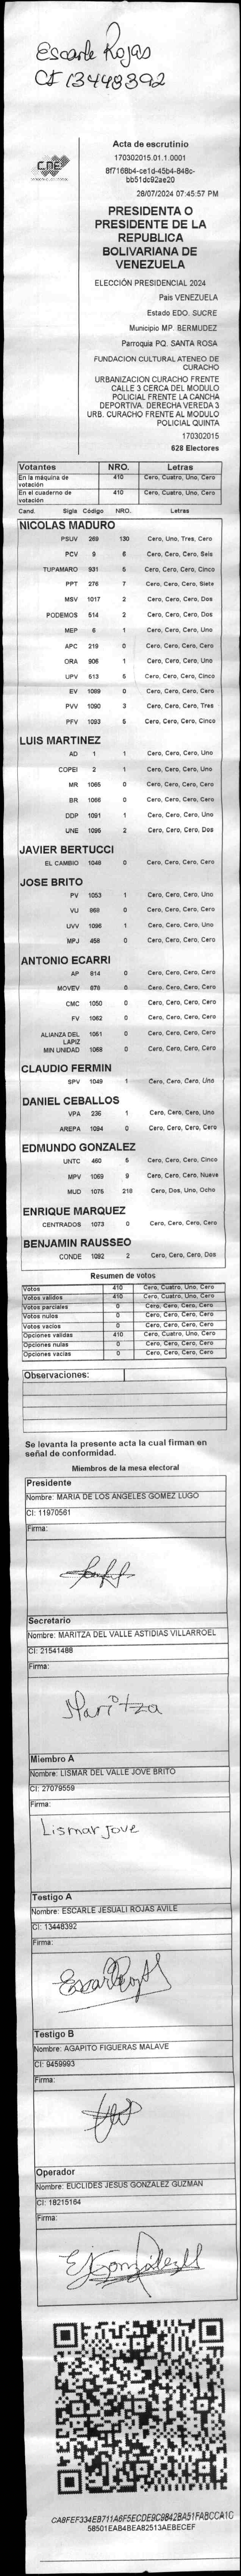 Escarle Rojas
CI 13448392
CNE
Acta de escrutinio
170302015.01.1.0001
8f7168b4-ce1d-45b4-848c-
bb51dc92ae20
28/07/2024 07:45:57 PM
PRESIDENTA O
PRESIDENTE DE LA
REPUBLICA
BOLIVARIANA DE
VENEZUELA
ELECCIÓN PRESIDENCIAL 2024
Pais VENEZUELA
Estado EDO. SUCRE
Municipio MP. BERMUDEZ
Parroquia PQ. SANTA ROSA
FUNDACION CULTURAL ATENEO DE
CURACHO
URBANIZACION CURACHO FRENTE
CALLE 3 CERCA DEL MODULO
POLICIAL FRENTE LA CANCHA
DEPORTIVA. DERECHA VEREDA 3
URB. CURACHO FRENTE AL MODULO
POLICIAL QUINTA
170302015
628 Electores
Votantes NRO. Letras
En la máquina de votación 410 Cero, Cuatro, Uno, Cero
En el cuaderno de votación 410 Cero, Cuatro, Uno, Cero
Cand. Sigla Código NRO. Letras
NICOLAS MADURO
PSUV 269 130 Cero, Uno, Tres, Cero
PCV 9 6 Cero, Cero, Cero, Seis
TUPAMARO 931 5 Cero, Cero, Cero, Cinco
PPT 276 7 Cero, Cero, Cero, Siete
MSV 1017 2 Cero, Cero, Cero, Dos
PODEMOS 514 2 Cero, Cero, Cero, Dos
MEP 6 1 Cero, Cero, Cero, Uno
APC 219 0 Cero, Cero, Cero, Cero
ORA 906 1 Cero, Cero, Cero, Uno
UPV 513 5 Cero, Cero, Cero, Cinco
EV 1089 0 Cero, Cero, Cero, Cero
PVV 1090 3 Cero, Cero, Cero, Tres
PFV 1093 5 Cero, Cero, Cero, Cinco
LUIS MARTINEZ
AD 1 1 Cero, Cero, Cero, Uno
COPEI 2 1 Cero, Cero, Cero, Uno
MR 1065 0 Cero, Cero, Cero, Cero
BR 1066 0 Cero, Cero, Cero, Cero
DDP 1091 1 Cero, Cero, Cero, Uno
UNE 1095 2 Cero, Cero, Cero, Dos
JAVIER BERTUCCI
EL CAMBIO 1048 0 Cero, Cero, Cero, Cero
JOSE BRITO
PV 1053 1 Cero, Cero, Cero, Uno
VU 868 0 Cero, Cero, Cero, Cero
UVV 1096 1 Cero, Cero, Cero, Uno
MPJ 458 0 Cero, Cero, Cero, Cero
ANTONIO ECARRI
AP 814 0 Cero, Cero, Cero, Cero
MOVEV 878 0 Cero, Cero, Cero, Cero
CMC 1050 0 Cero, Cero, Cero, Cero
FV 1062 0 Cero, Cero, Cero, Cero
ALIANZA DEL LAPIZ 1051 0 Cero, Cero, Cero, Cero
MIN UNIDAD 1058 0 Cero, Cero, Cero, Cero
CLAUDIO FERMIN
SPV 1049 1 Cero, Cero, Cero, Uno
DANIEL CEBALLOS
VPA 236 1 Cero, Cero, Cero, Uno
AREPA 1094 0 Cero, Cero, Cero, Cero
EDMUNDO GONZALEZ
UNTC 460 5 Cero, Cero, Cero, Cinco
MPV 1069 9 Cero, Cero, Cero, Nueve
MUD 1075 218 Cero, Dos, Uno, Ocho
ENRIQUE MARQUEZ
CENTRADOS 1073 0 Cero, Cero, Cero, Cero
BENJAMIN RAUSSEO
CONDE 1092 2 Cero, Cero, Cero, Dos
Resumen de votos
Votos 410 Cero, Cuatro, Uno, Cero
Votos validos 410 Cero, Cuatro, Uno, Cero
Votos parciales 0 Cero, Cero, Cero, Cero
Votos nulos 0 Cero, Cero, Cero, Cero
Votos vacios 0 Cero, Cero, Cero, Cero
Opciones validas 410 Cero, Cuatro, Uno, Cero
Opciones nulas 0 Cero, Cero, Cero, Cero
Opciones vacias 0 Cero, Cero, Cero, Cero
Observaciones:
Se levanta la presente acta la cual firman en
señal de conformidad.
Miembros de la mesa electoral
Presidente
Nombre: MARIA DE LOS ANGELES GOMEZ LUGO
CI: 11970561
Firma:
Secretario
Nombre: MARITZA DEL VALLE ASTIDIAS VILLARROEL
CI: 21541488
Firma:
Maritza
Miembro A
Nombre: LISMAR DEL VALLE JOVE BRITO
CI: 27079559
Firma:
Lismar Jove
Testigo A
Nombre: ESCARLE JESUALI ROJAS AVILE
CI: 13448392
Firma:
Testigo B
Nombre: AGAPITO FIGUERAS MALAVE
CI: 9459993
Firma:
Operador
Nombre: EUCLIDES JESUS GONZALEZ GUZMAN
CI: 18215164
Firma:
CA8FEF334EB711A6F5ECDE9C9842BA51FABCCA1C
58501EAB4BEA82513AEBECEF